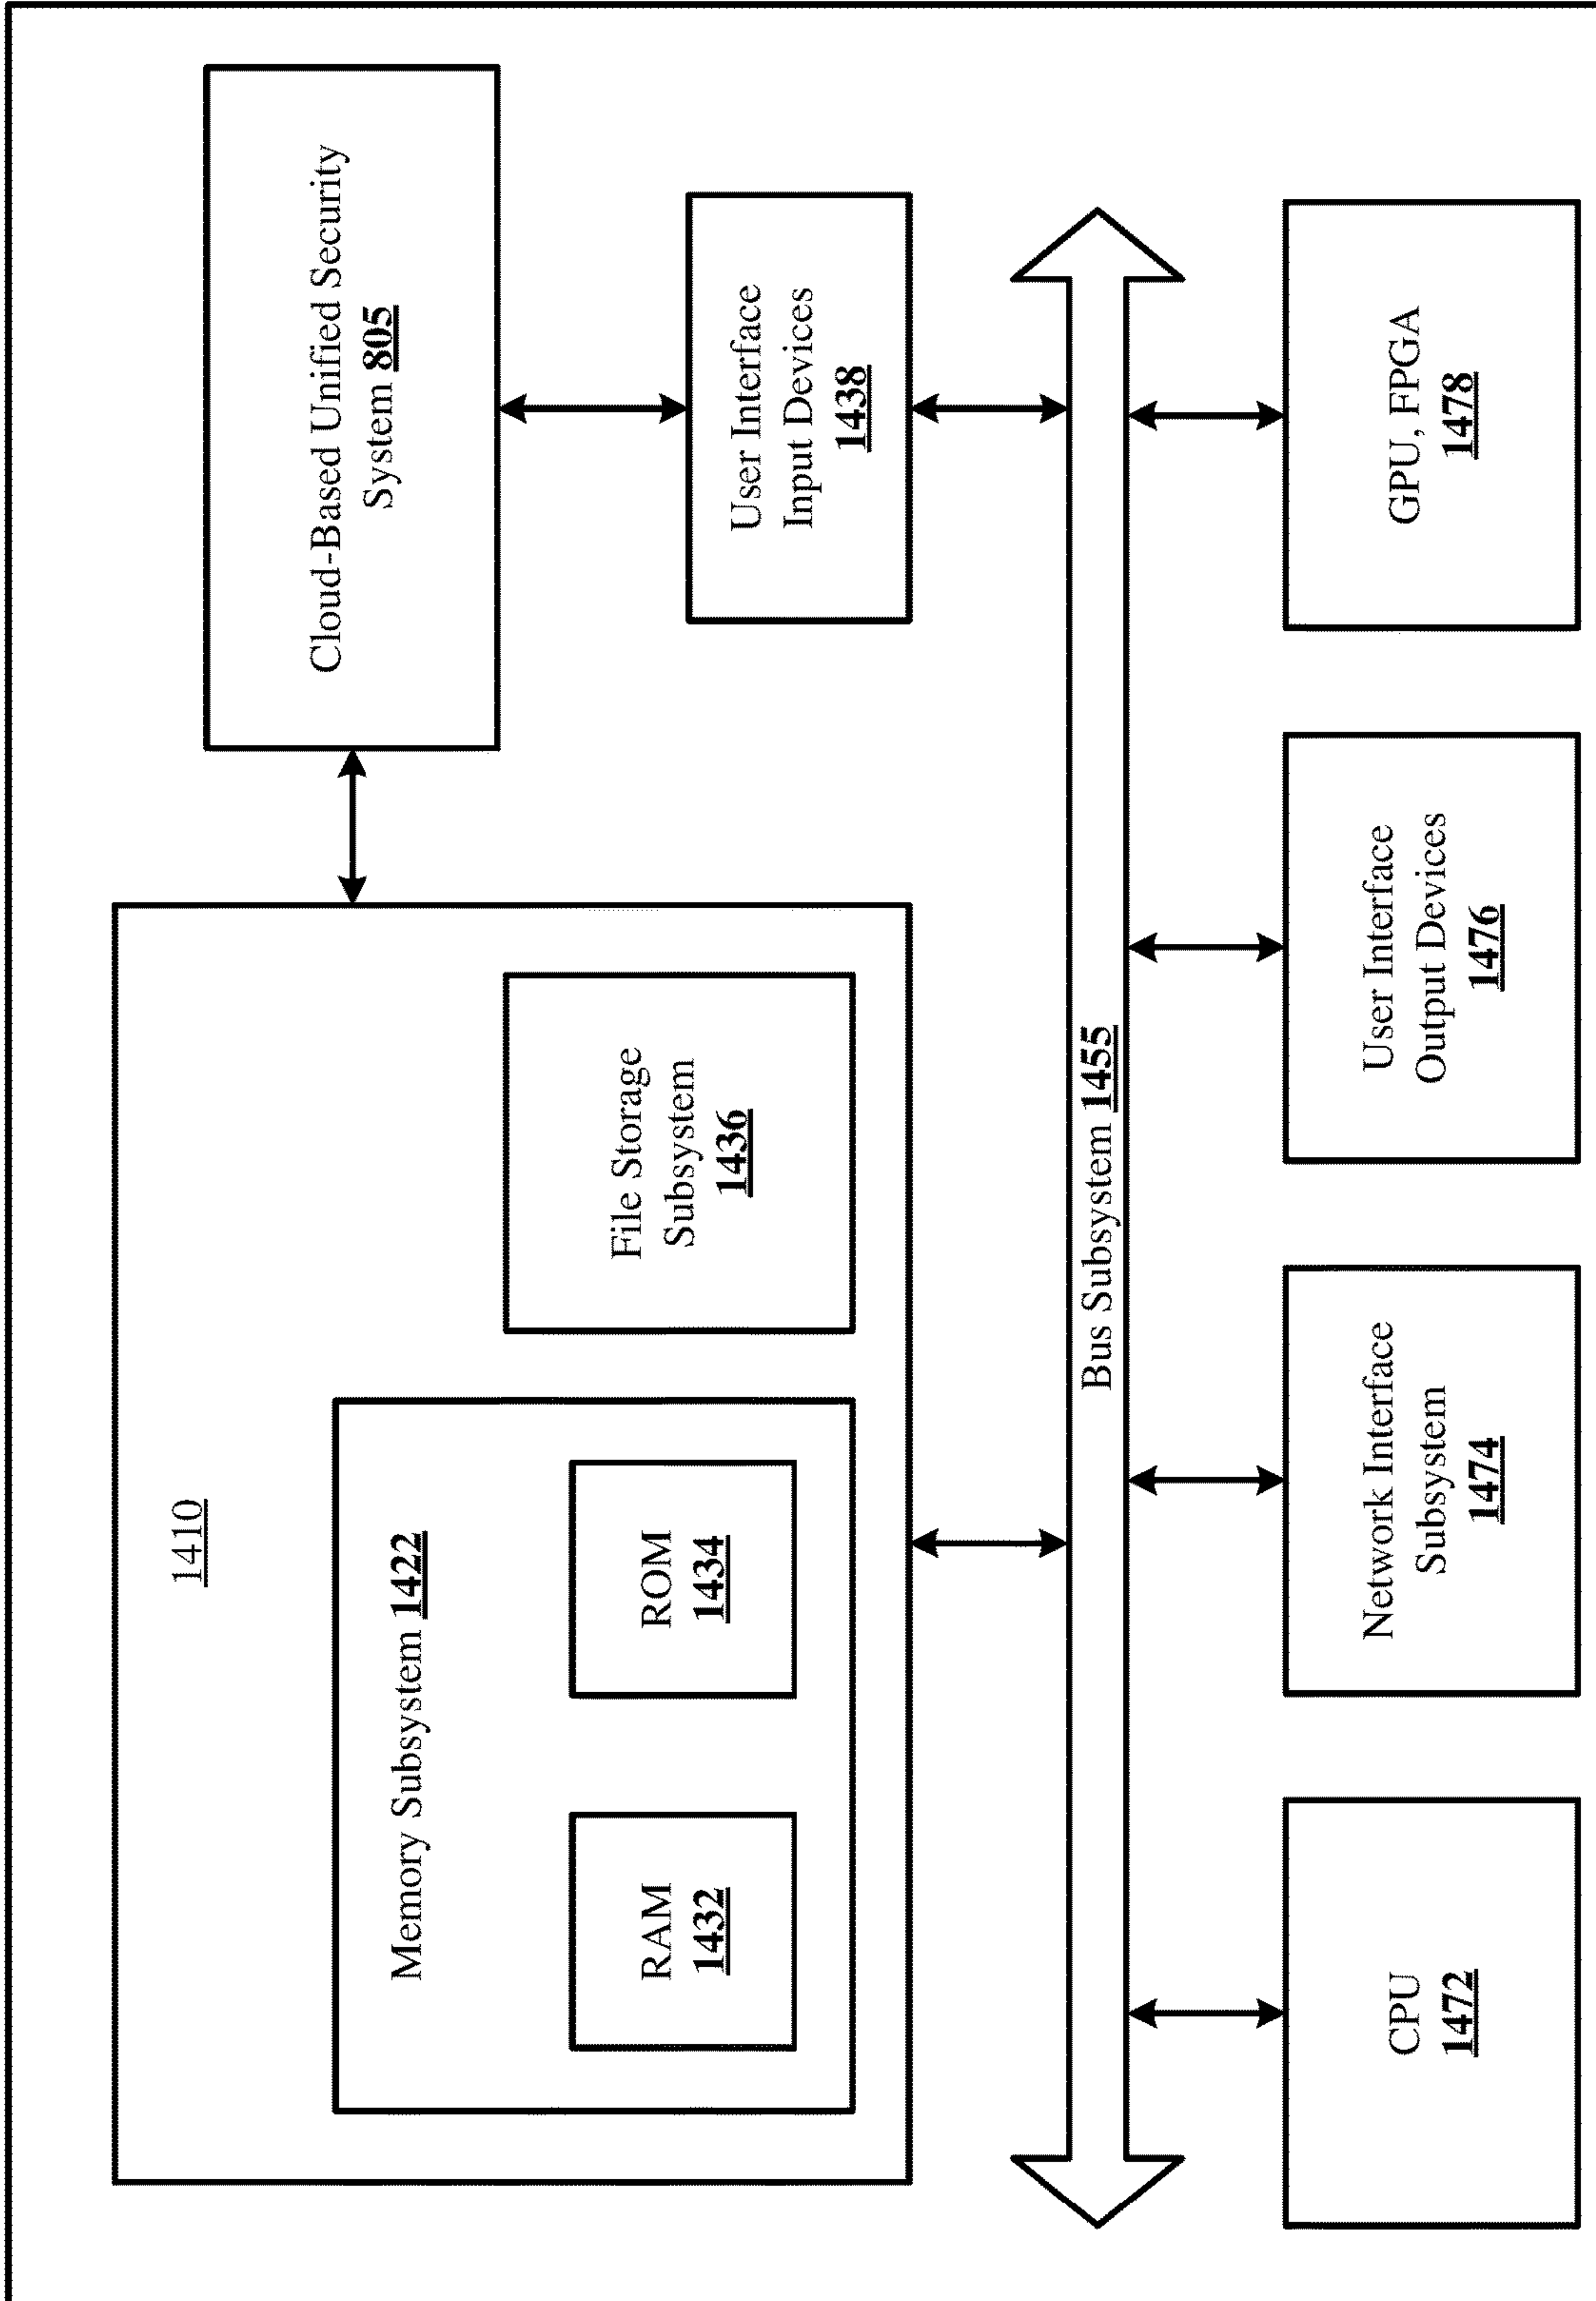 1410
Memory Subsystem 1422
RAM
1432
ROM
1434
File Storage
Subsystem
1436
Cloud-Based Unified Security
System 805
User Interface
Input Devices
1438
Bus Subsystem 1455
CPU
1472
Network Interface
Subsystem
1474
User Interface
Output Devices
1476
GPU, FPGA
1478